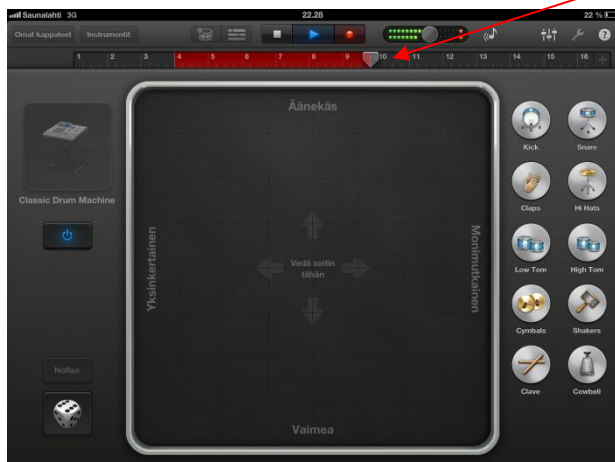 Saunalahti 3G 22.28 22 %
Omat kappaleet Instrumentit ?
1 2 3 4 5 6 7 8 9 10 11 12 13 14 15 16 +
Äänekäs
Kick Snare
Classic Drum Machine
Claps Hi Hats
Yksinkertainen
Vedä soitin
tähän
Monimutkainen
Low Tom High Tom
Cymbals Shakers
Nollaa
Clave Cowbell
Vaimea